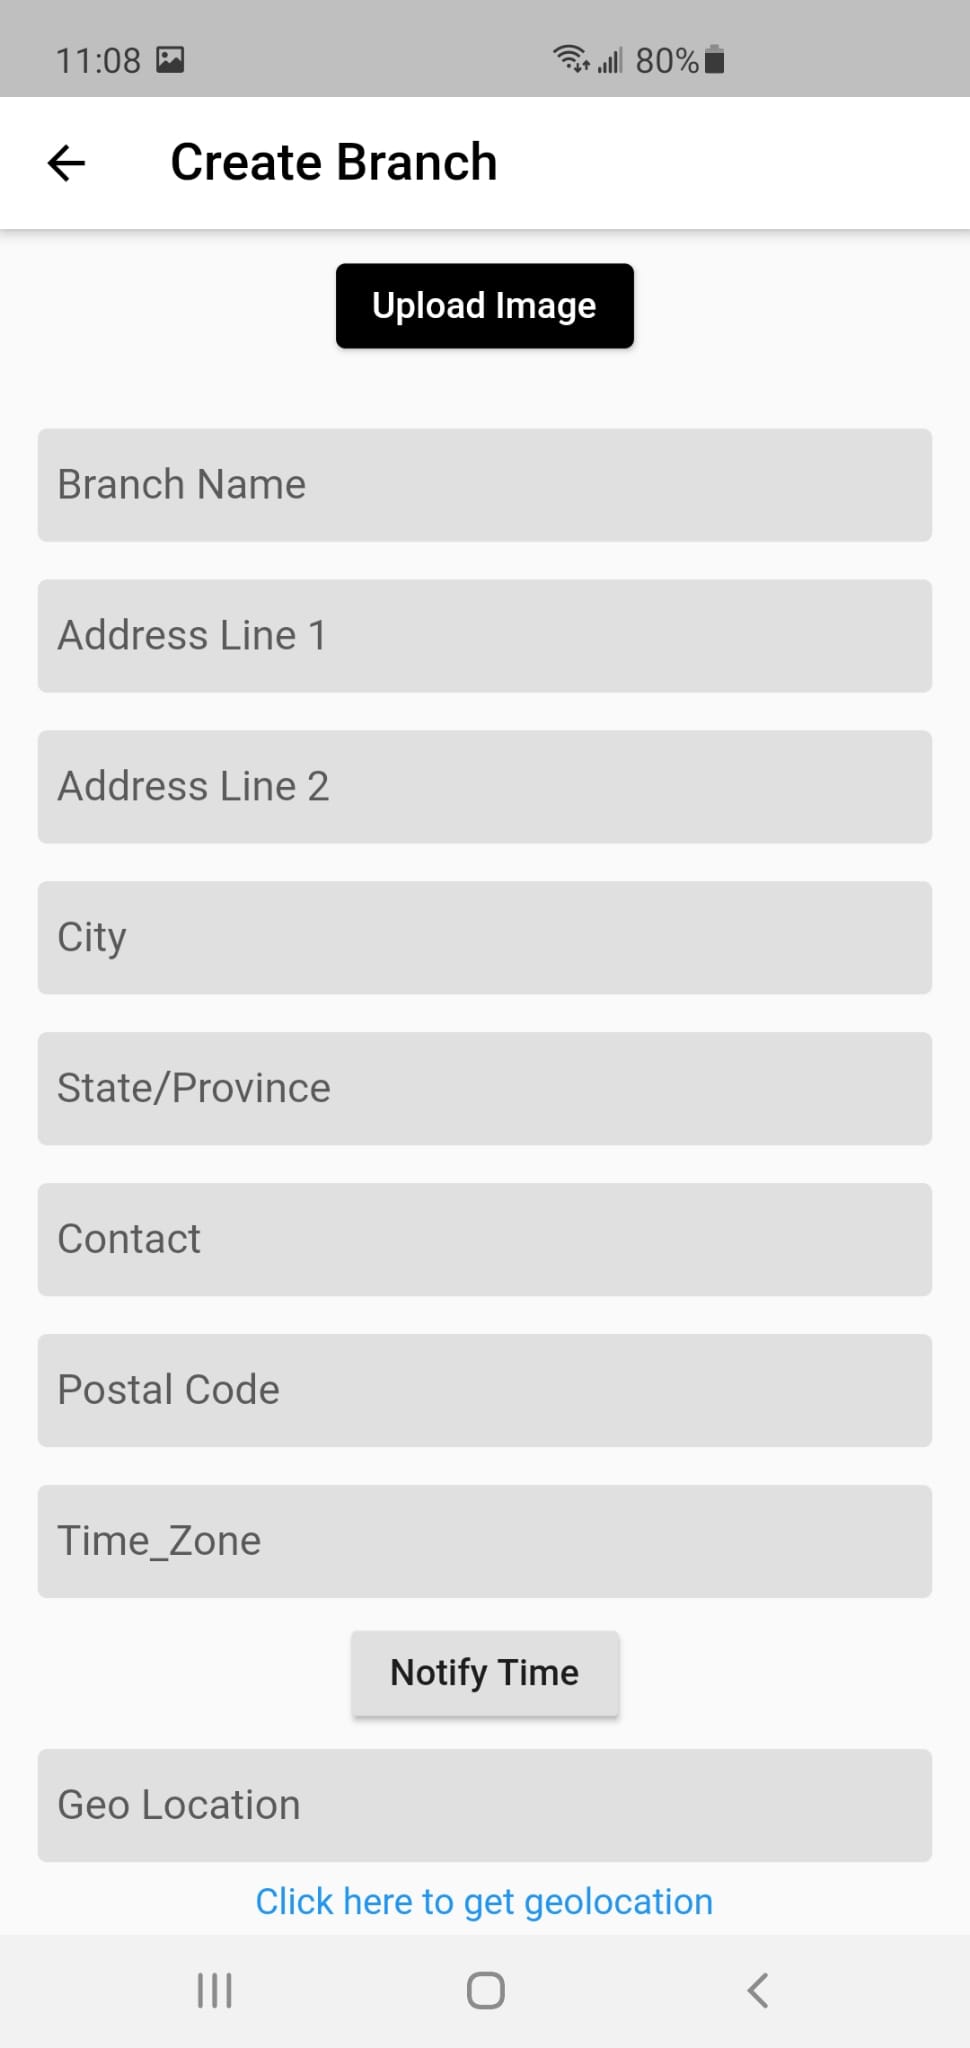 11:08 80%
Create Branch
Upload Image
Branch Name
Address Line 1
Address Line 2
City
State/Province
Contact
Postal Code
Time_Zone
Notify Time
Geo Location
Click here to get geolocation